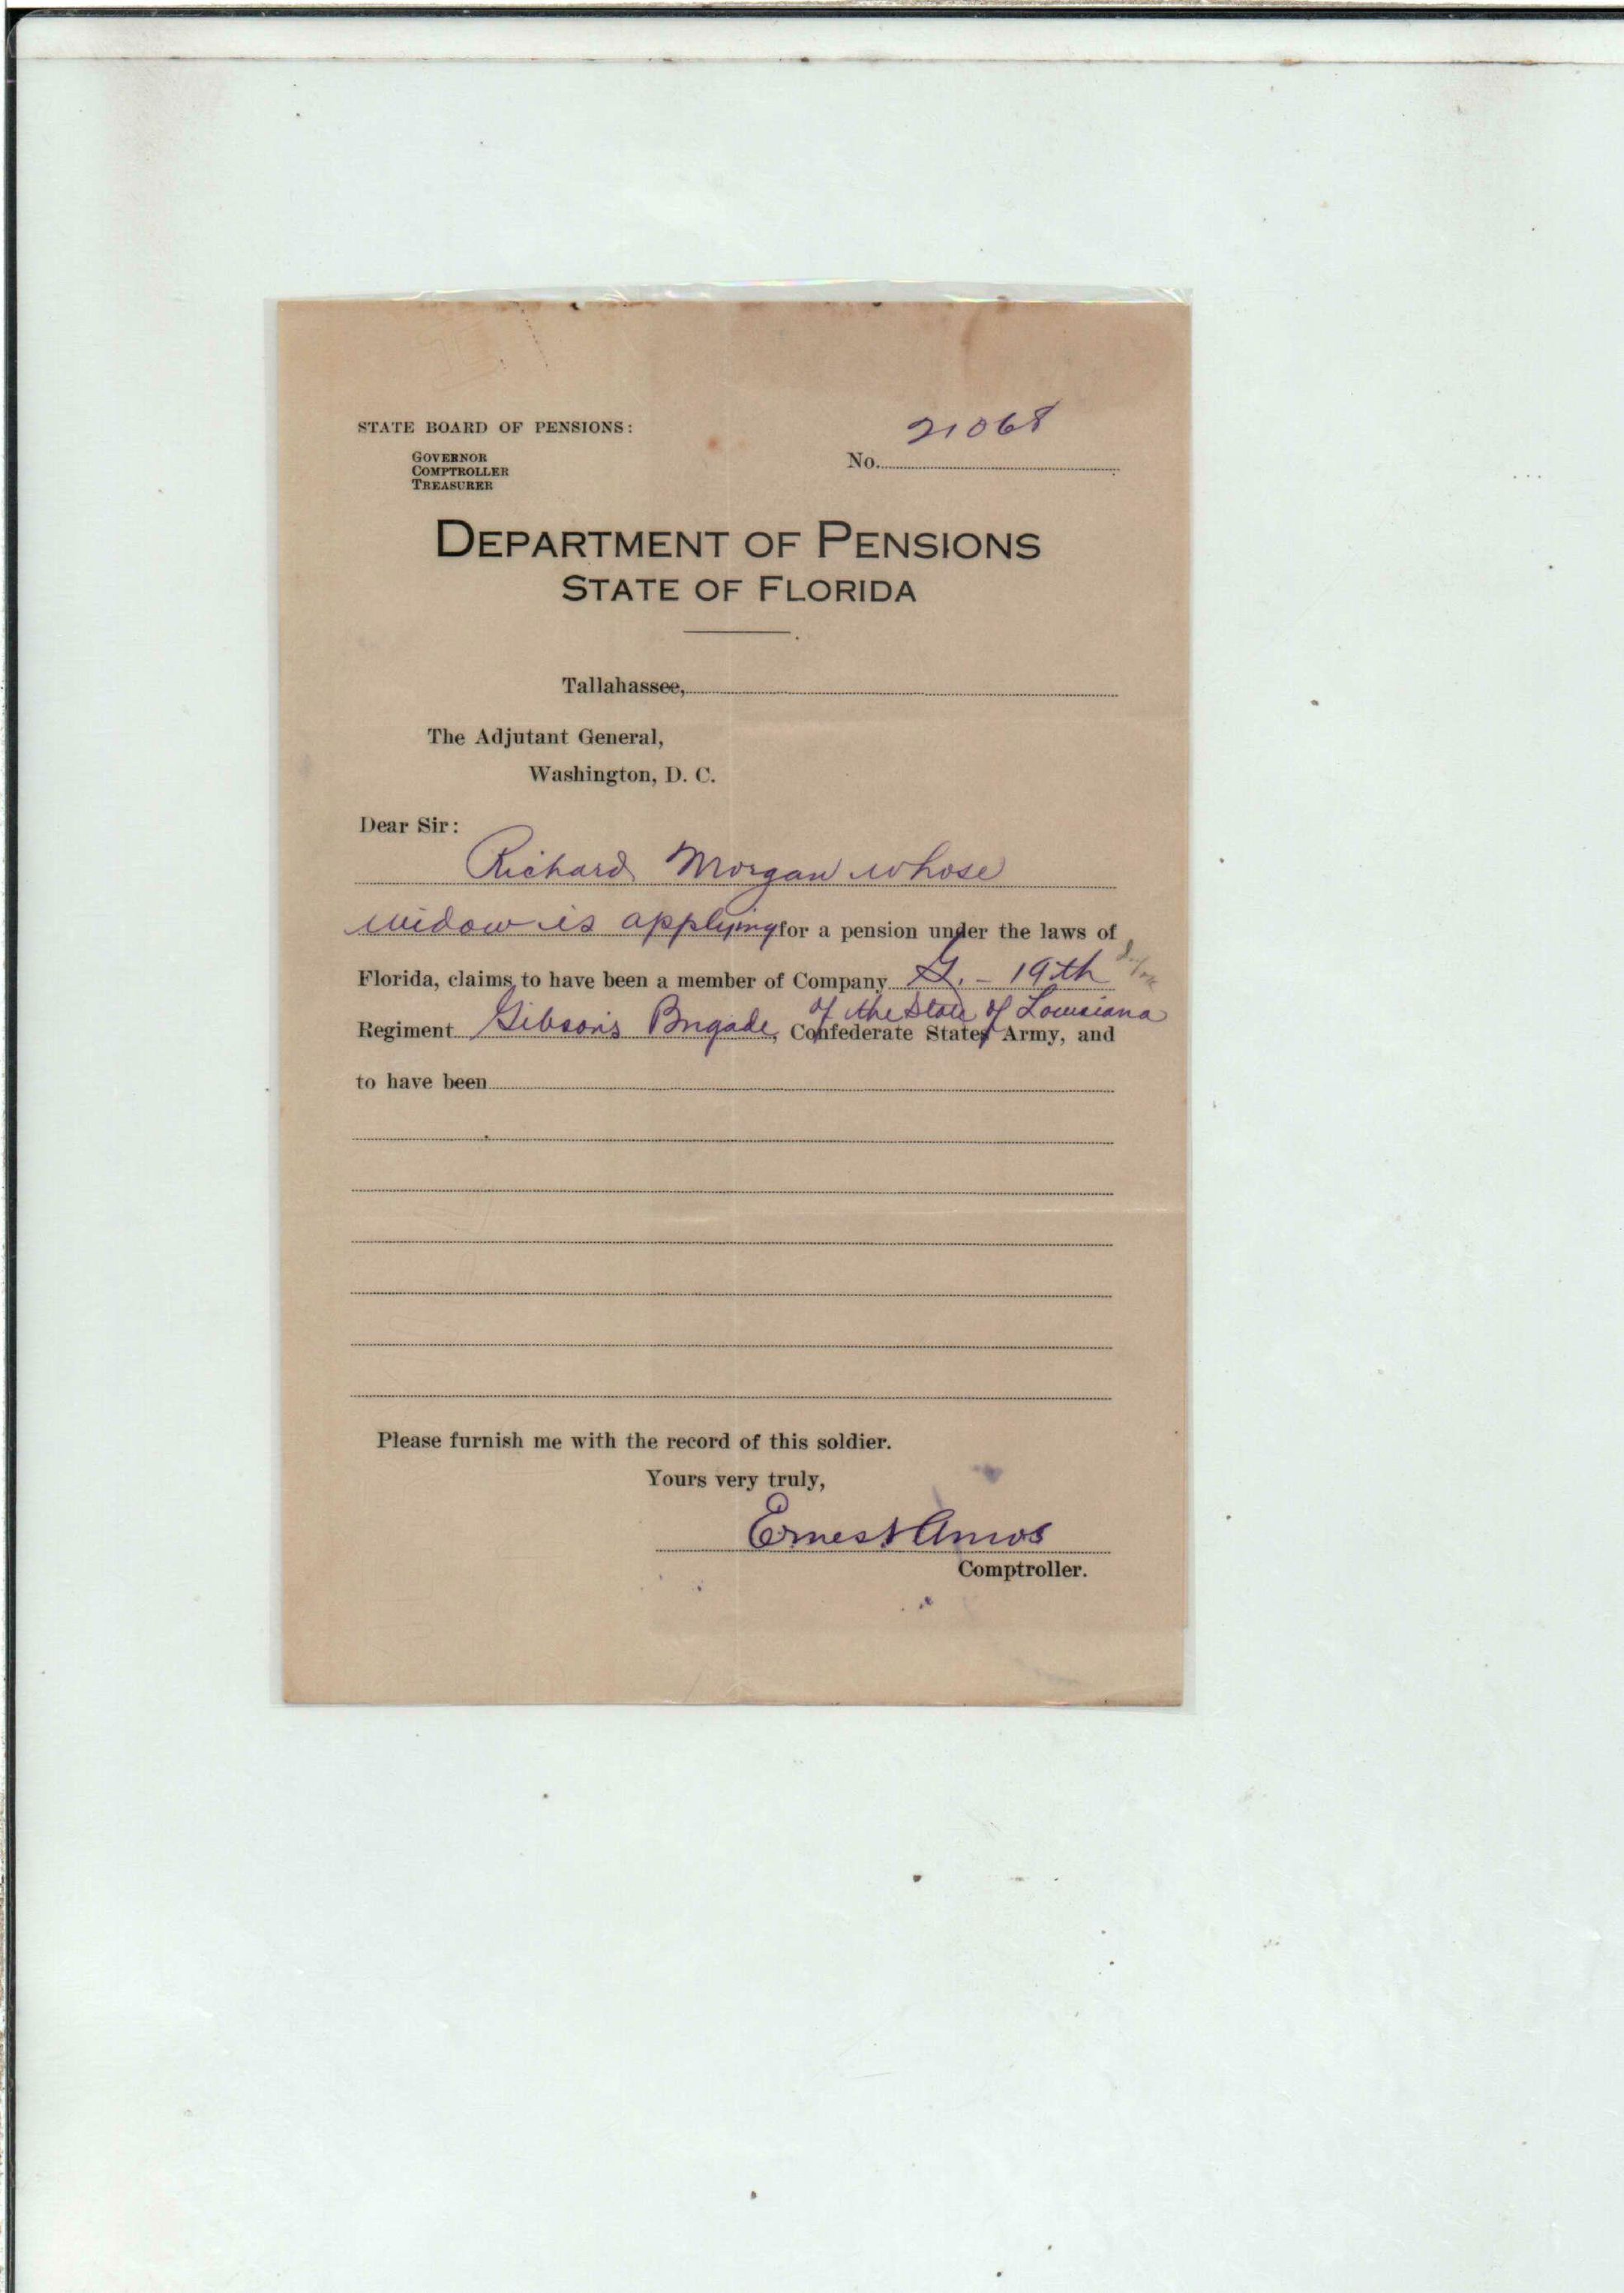 STATE BOARD OF PENSIONS:
GOVERNOR
COMPTROLLER
TREASURER
21068
No.
DEPARTMENT OF PENSIONS
STATE OF FLORIDA
Tallahassee,
The Adjutant General,
Washington, D. C.
Dear Sir:
Richard Morgan whose
widow is applying for a pension under the laws of
Florida, claims to have been a member of Company - 19th
of the State of Louisiana
Regiment Gibson's Brigade, Confederate States Army, and
to have been
Please furnish me with the record of this soldier.
Yours very truly,
Ernest Amos
Comptroller.